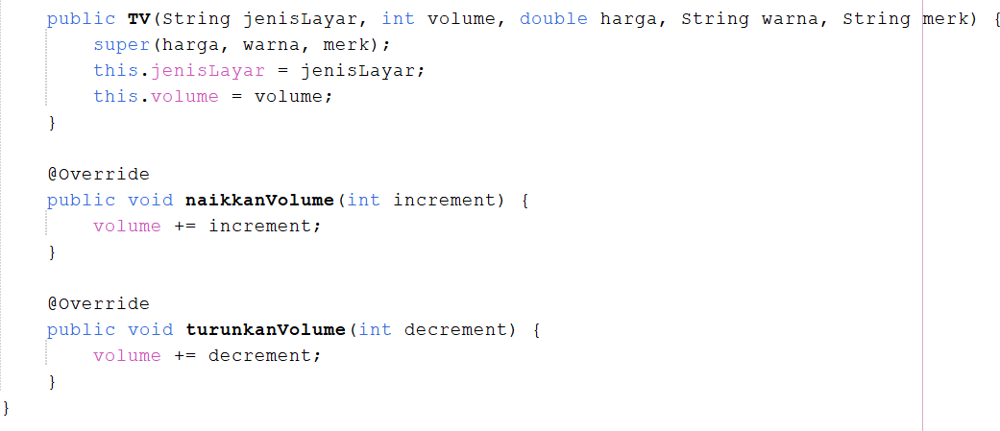 public TV(String jenisLayar, int volume, double harga, String warna, String merk) {
super(harga, warna, merk);
this.jenisLayar = jenisLayar;
this.volume = volume;
}
@Override
public void naikkanVolume(int increment) {
volume += increment;
}
@Override
public void turunkanVolume(int decrement) {
volume += decrement;
}
}